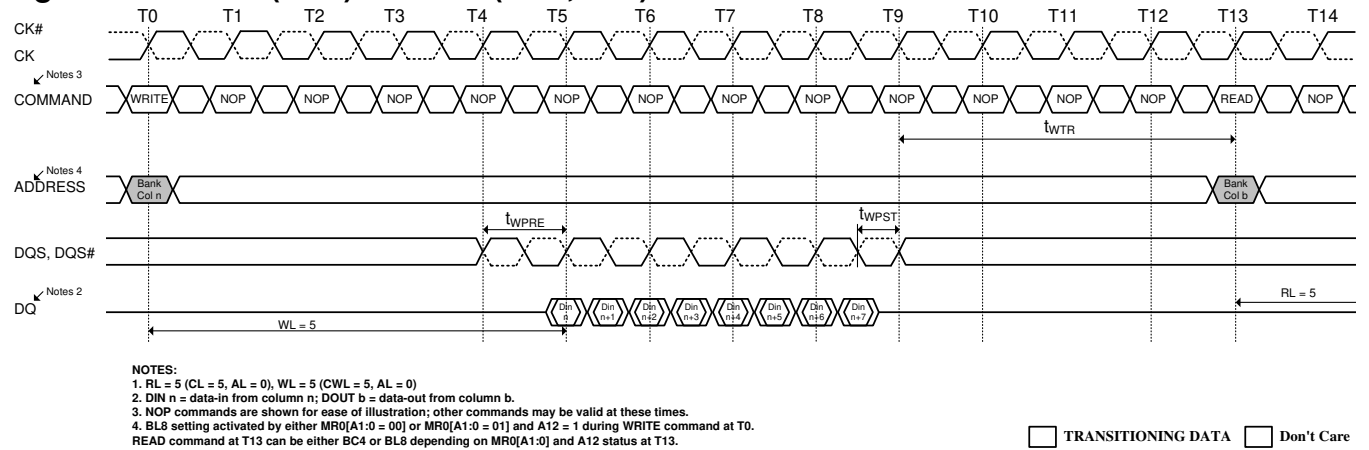 T0 T1 T2 T3 T4 T5 T6 T7 T8 T9 T10 T11 T12 T13 T14
CK#
CK
Notes 3
COMMAND WRITE NOP NOP NOP NOP NOP NOP NOP NOP NOP NOP NOP NOP READ NOP
tWTR
Notes 4
ADDRESS
Bank
Col n
Bank
Col b
tWPRE
tWPST
DQS, DQS#
Notes 2
DQ
Din
n
Din
n+1
Din
n+2
Din
n+3
Din
n+4
Din
n+5
Din
n+6
Din
n+7
RL = 5
WL = 5
NOTES:
1. RL = 5 (CL = 5, AL = 0), WL = 5 (CWL = 5, AL = 0)
2. DIN n = data-in from column n; DOUT b = data-out from column b.
3. NOP commands are shown for ease of illustration; other commands may be valid at these times.
4. BL8 setting activated by either MR0[A1:0 = 00] or MR0[A1:0 = 01] and A12 = 1 during WRITE command at T0.
READ command at T13 can be either BC4 or BL8 depending on MR0[A1:0] and A12 status at T13.
TRANSITIONING DATA Don't Care